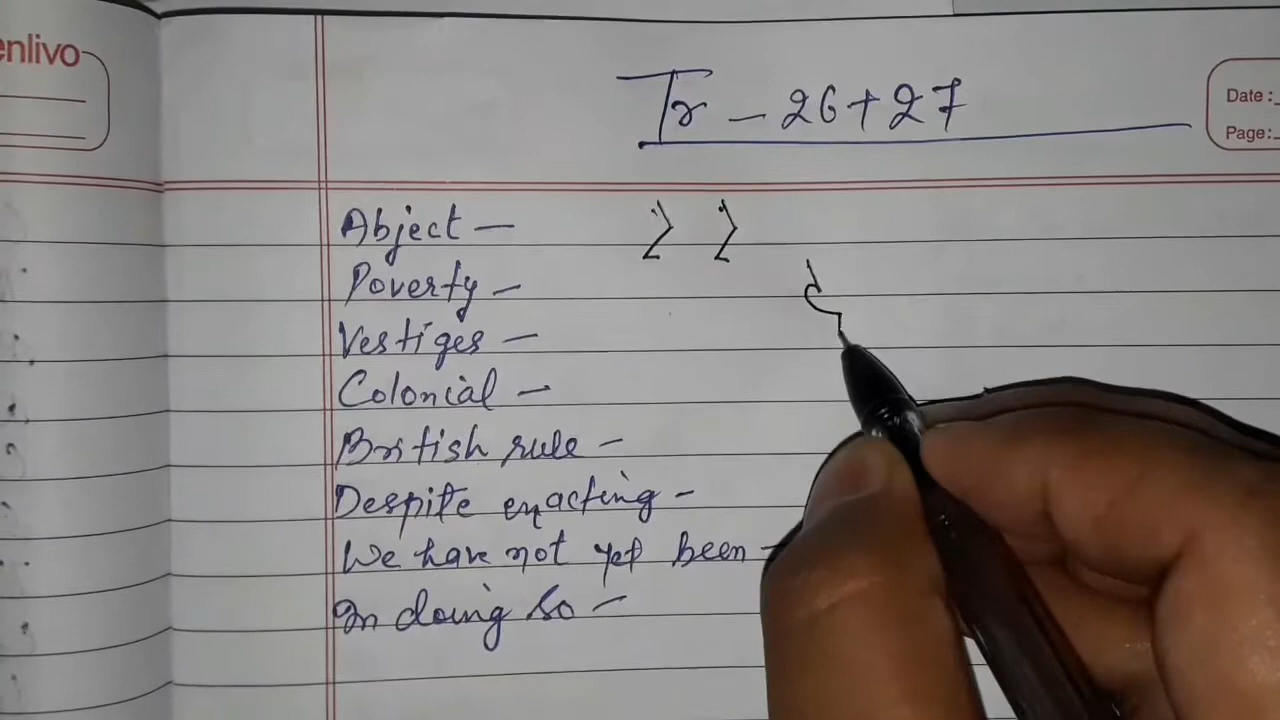 enlivo
Tr - 26+27
Date:
Page:
Abject -
Poverty -
Vestiges -
Colonial -
British rule -
Despite enacting -
We have not yet been -
In doing so -